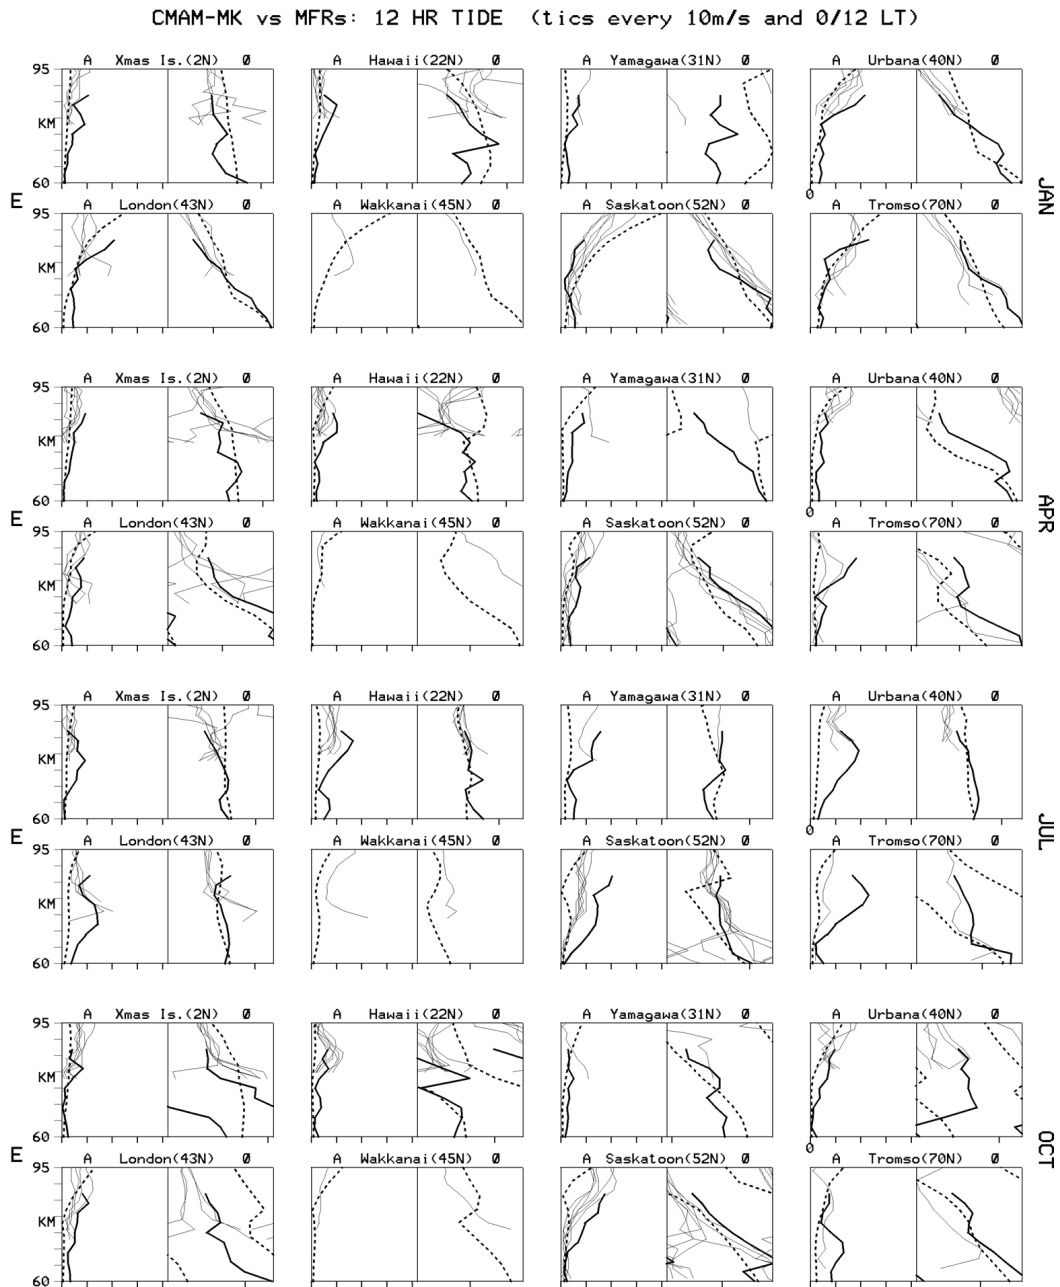 CMAM-MK vs MFRs: 12 HR TIDE (tics every 10m/s and 0/12 LT)
A Xmas Is.(2N) Ø A Hawaii(22N) Ø A Yamagawa(31N) Ø A Urbana(40N) Ø
95
KM
60
0
E
JAN
A London(43N) Ø A Wakkanai(45N) Ø A Saskatoon(52N) Ø A Tromso(70N) Ø
95
KM
60
A Xmas Is.(2N) Ø A Hawaii(22N) Ø A Yamagawa(31N) Ø A Urbana(40N) Ø
95
KM
60
0
E
APR
A London(43N) Ø A Wakkanai(45N) Ø A Saskatoon(52N) Ø A Tromso(70N) Ø
95
KM
60
A Xmas Is.(2N) Ø A Hawaii(22N) Ø A Yamagawa(31N) Ø A Urbana(40N) Ø
95
KM
60
0
E
JUL
A London(43N) Ø A Wakkanai(45N) Ø A Saskatoon(52N) Ø A Tromso(70N) Ø
95
KM
60
A Xmas Is.(2N) Ø A Hawaii(22N) Ø A Yamagawa(31N) Ø A Urbana(40N) Ø
95
KM
60
0
E
OCT
A London(43N) Ø A Wakkanai(45N) Ø A Saskatoon(52N) Ø A Tromso(70N) Ø
95
KM
60